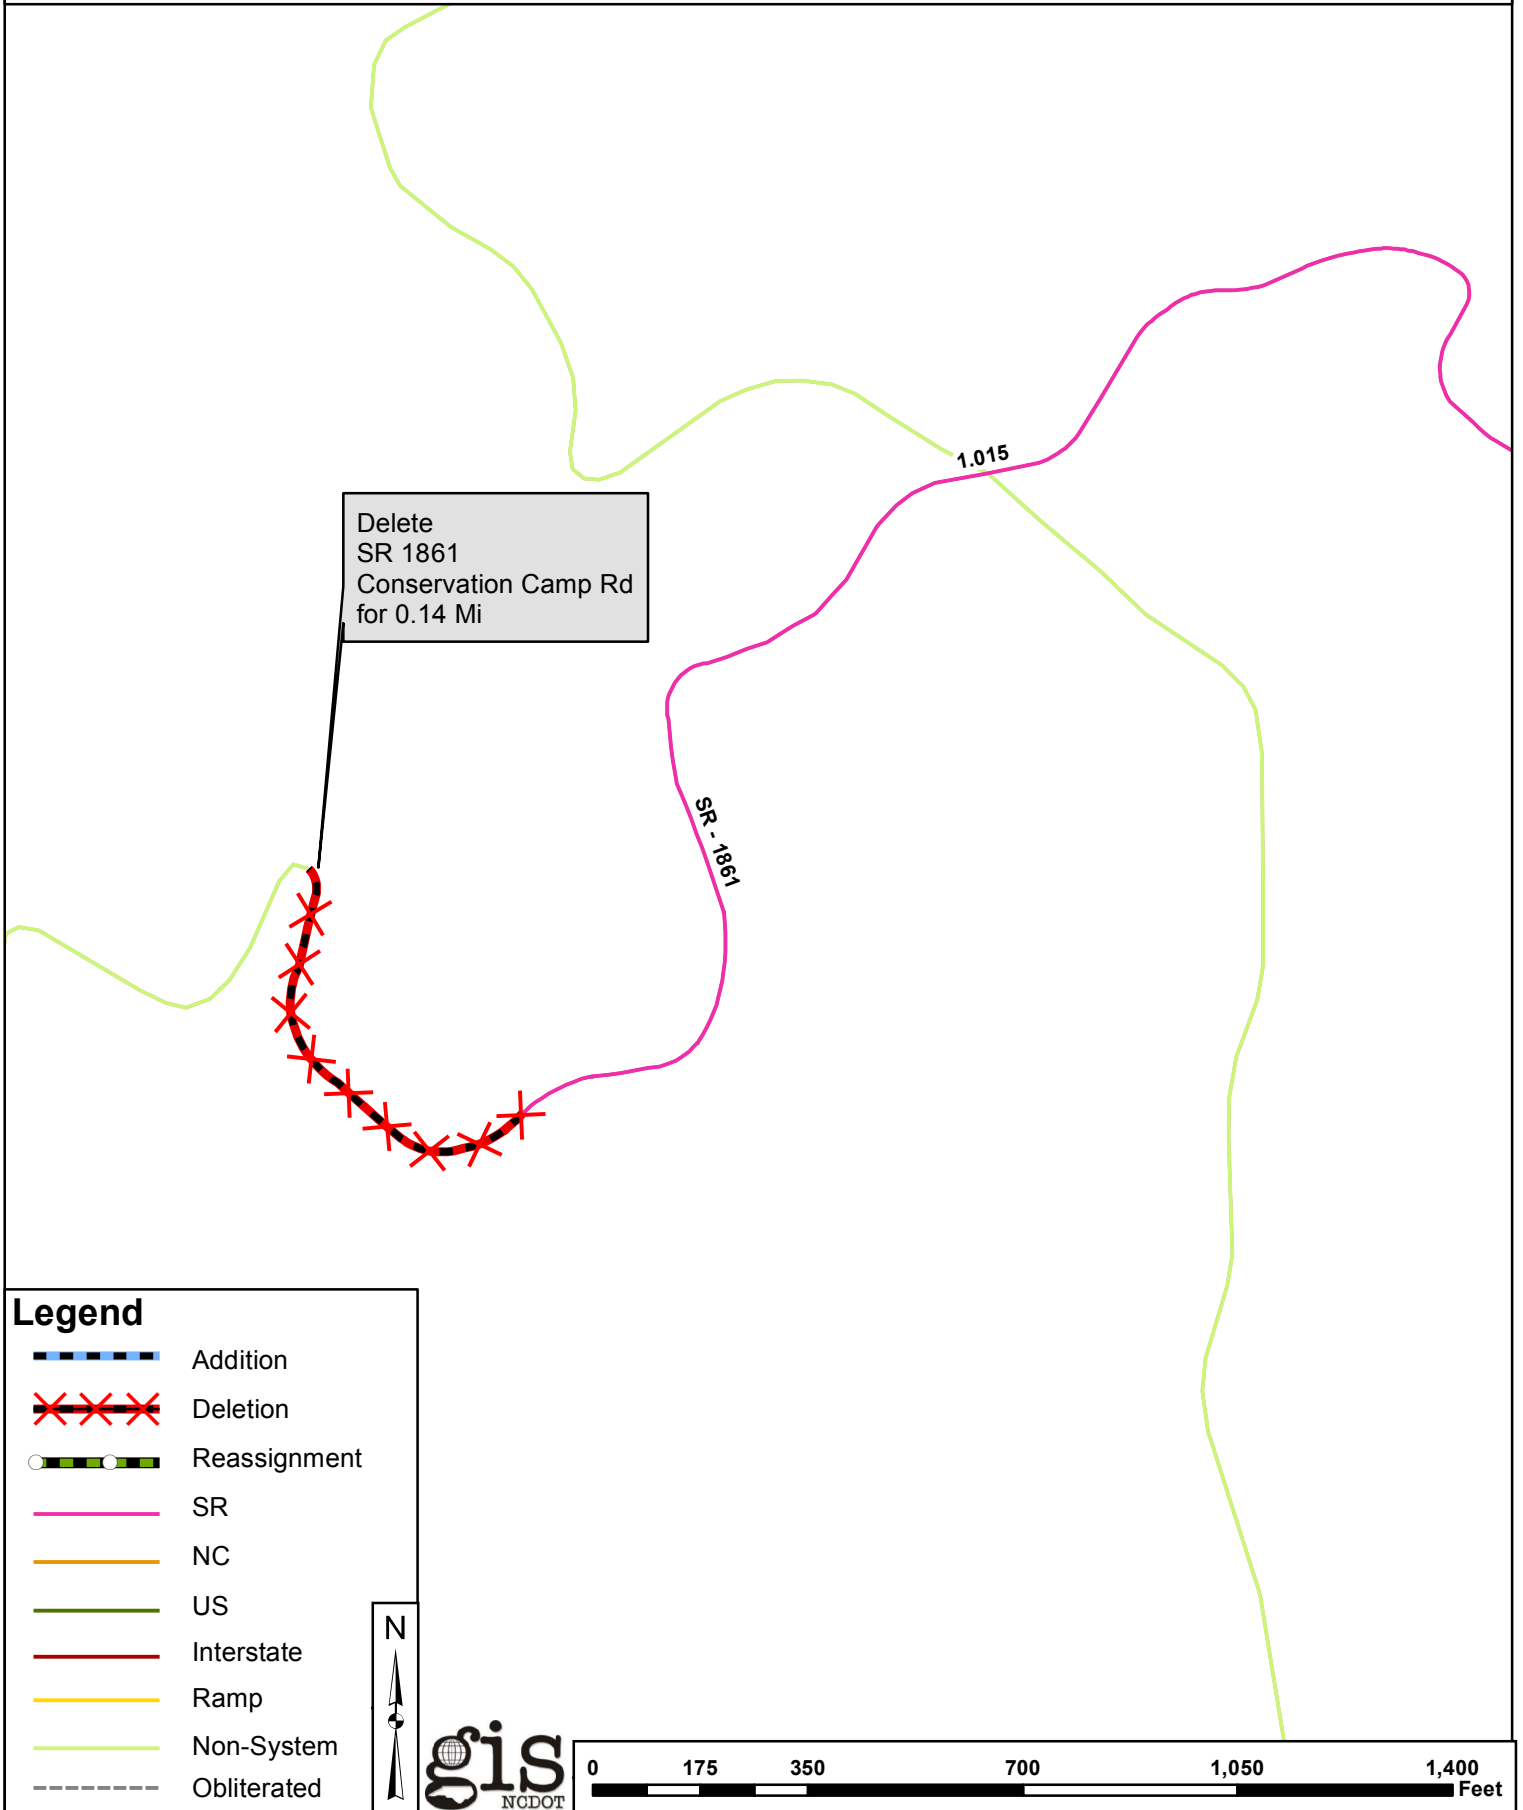 1.015
Delete
SR 1861
Conservation Camp Rd
for 0.14 Mi
SR - 1861
Legend
Addition
Deletion
Reassignment
SR
NC
US
Interstate
Ramp
Non-System
Obliterated
N
gis
NCDOT
0 175 350 700 1,050 1,400
Feet